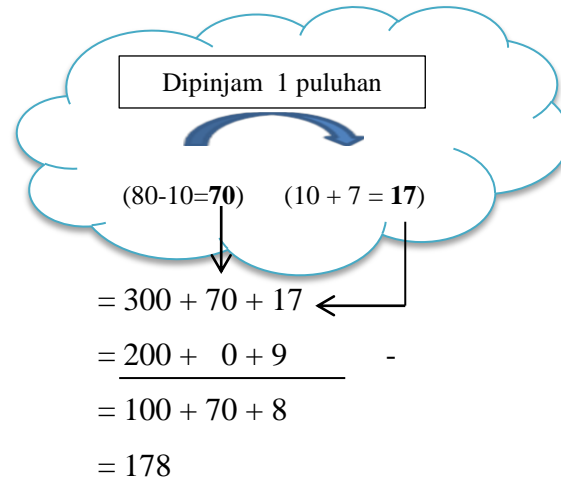 Dipinjam 1 puluhan
(80-10=70) (10 + 7 = 17)
= 300 + 70 + 17
= 200 + 0 + 9 -
= 100 + 70 + 8
= 178